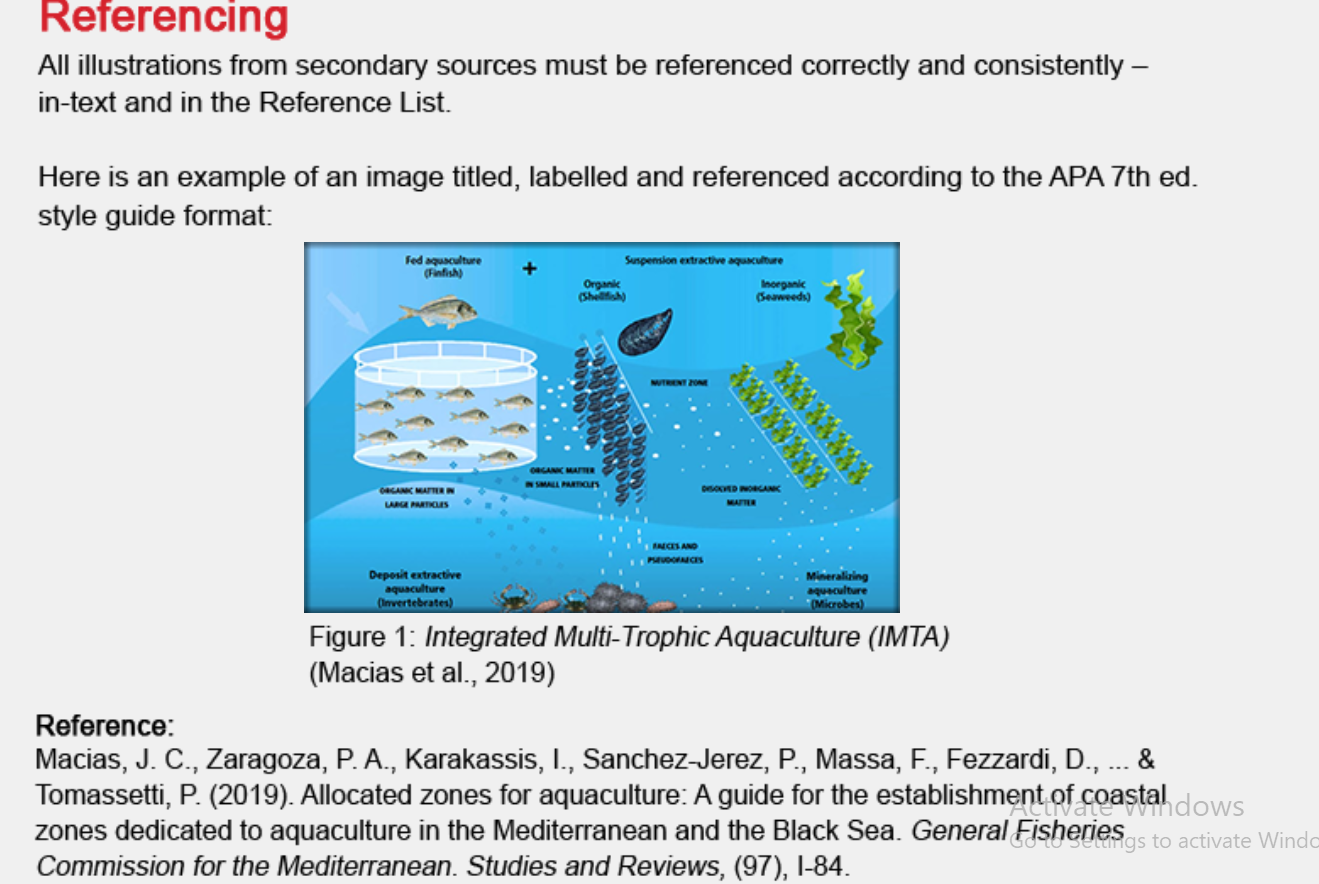 Referencing
All illustrations from secondary sources must be referenced correctly and consistently –
in-text and in the Reference List.
Here is an example of an image titled, labelled and referenced according to the APA 7th ed.
style guide format:
Fed aquaculture
(Finfish)
+
Suspension extractive aquaculture
Organic
(Shellfish)
Inorganic
(Seaweeds)
NUTRIENT ZONE
ORGANIC MATTER
IN SMALL PARTICLES
ORGANIC MATTER IN
LARGE PARTICLES
DISOLVED INORGANIC
MATTER
FAECES AND
PSEUDOFAECES
Deposit extractive
aquaculture
(Invertebrates)
Mineralizing
aquaculture
(Microbes)
Figure 1: Integrated Multi-Trophic Aquaculture (IMTA)
(Macias et al., 2019)
Reference:
Macias, J. C., Zaragoza, P. A., Karakassis, I., Sanchez-Jerez, P., Massa, F., Fezzardi, D., ... &
Tomassetti, P. (2019). Allocated zones for aquaculture: A guide for the establishment of coastal
zones dedicated to aquaculture in the Mediterranean and the Black Sea. General Fisheries
Commission for the Mediterranean. Studies and Reviews, (97), I-84.
Activate Windows
Go to Settings to activate Windo